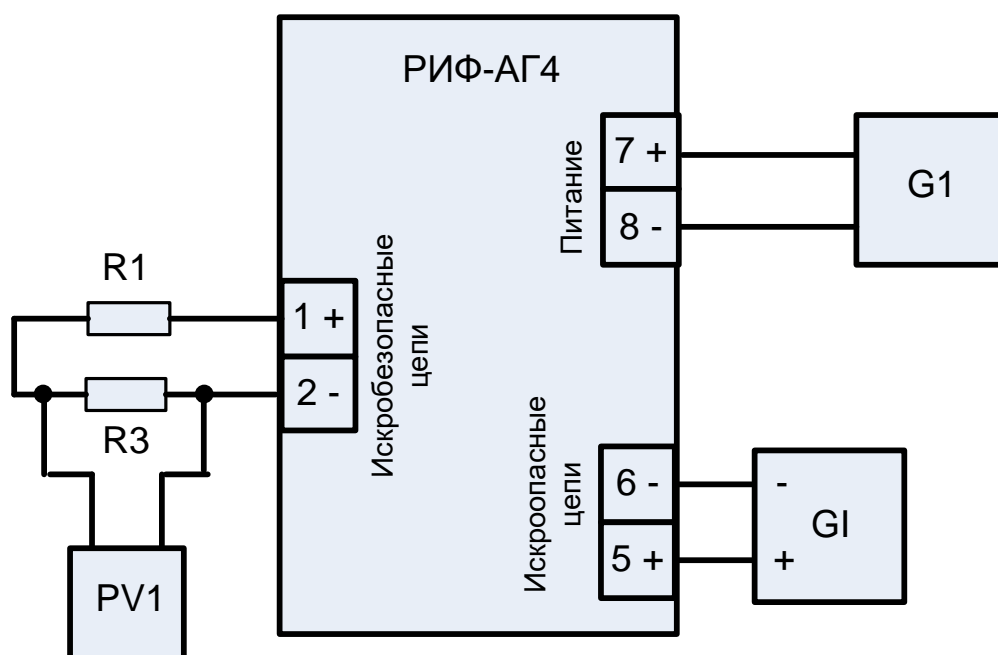 РИФ-АГ4
7 +
8 -
Питание
G1
R1
1 +
2 -
Искробезопасные
цепи
R3
PV1
Искроопасные
цепи
6 -
5 +
-
GI
+